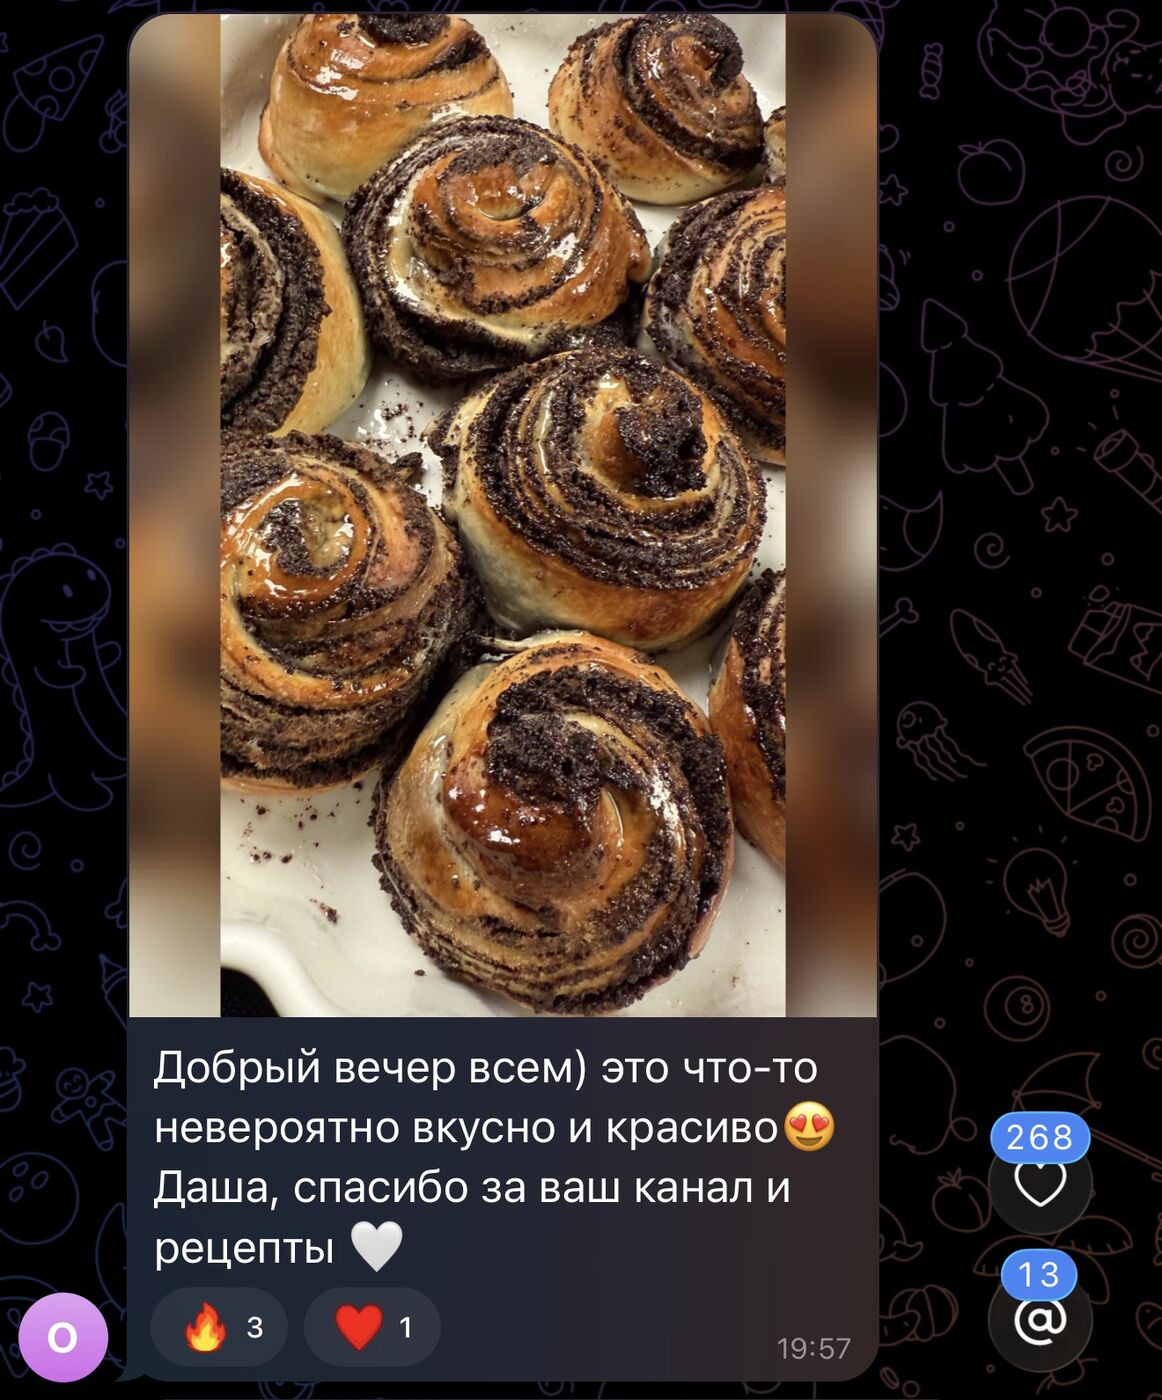 Добрый вечер всем) это что-то
невероятно вкусно и красиво😍
Даша, спасибо за ваш канал и
рецепты 🤍
🔥 3 ❤️ 1
19:57
О
268
13
@